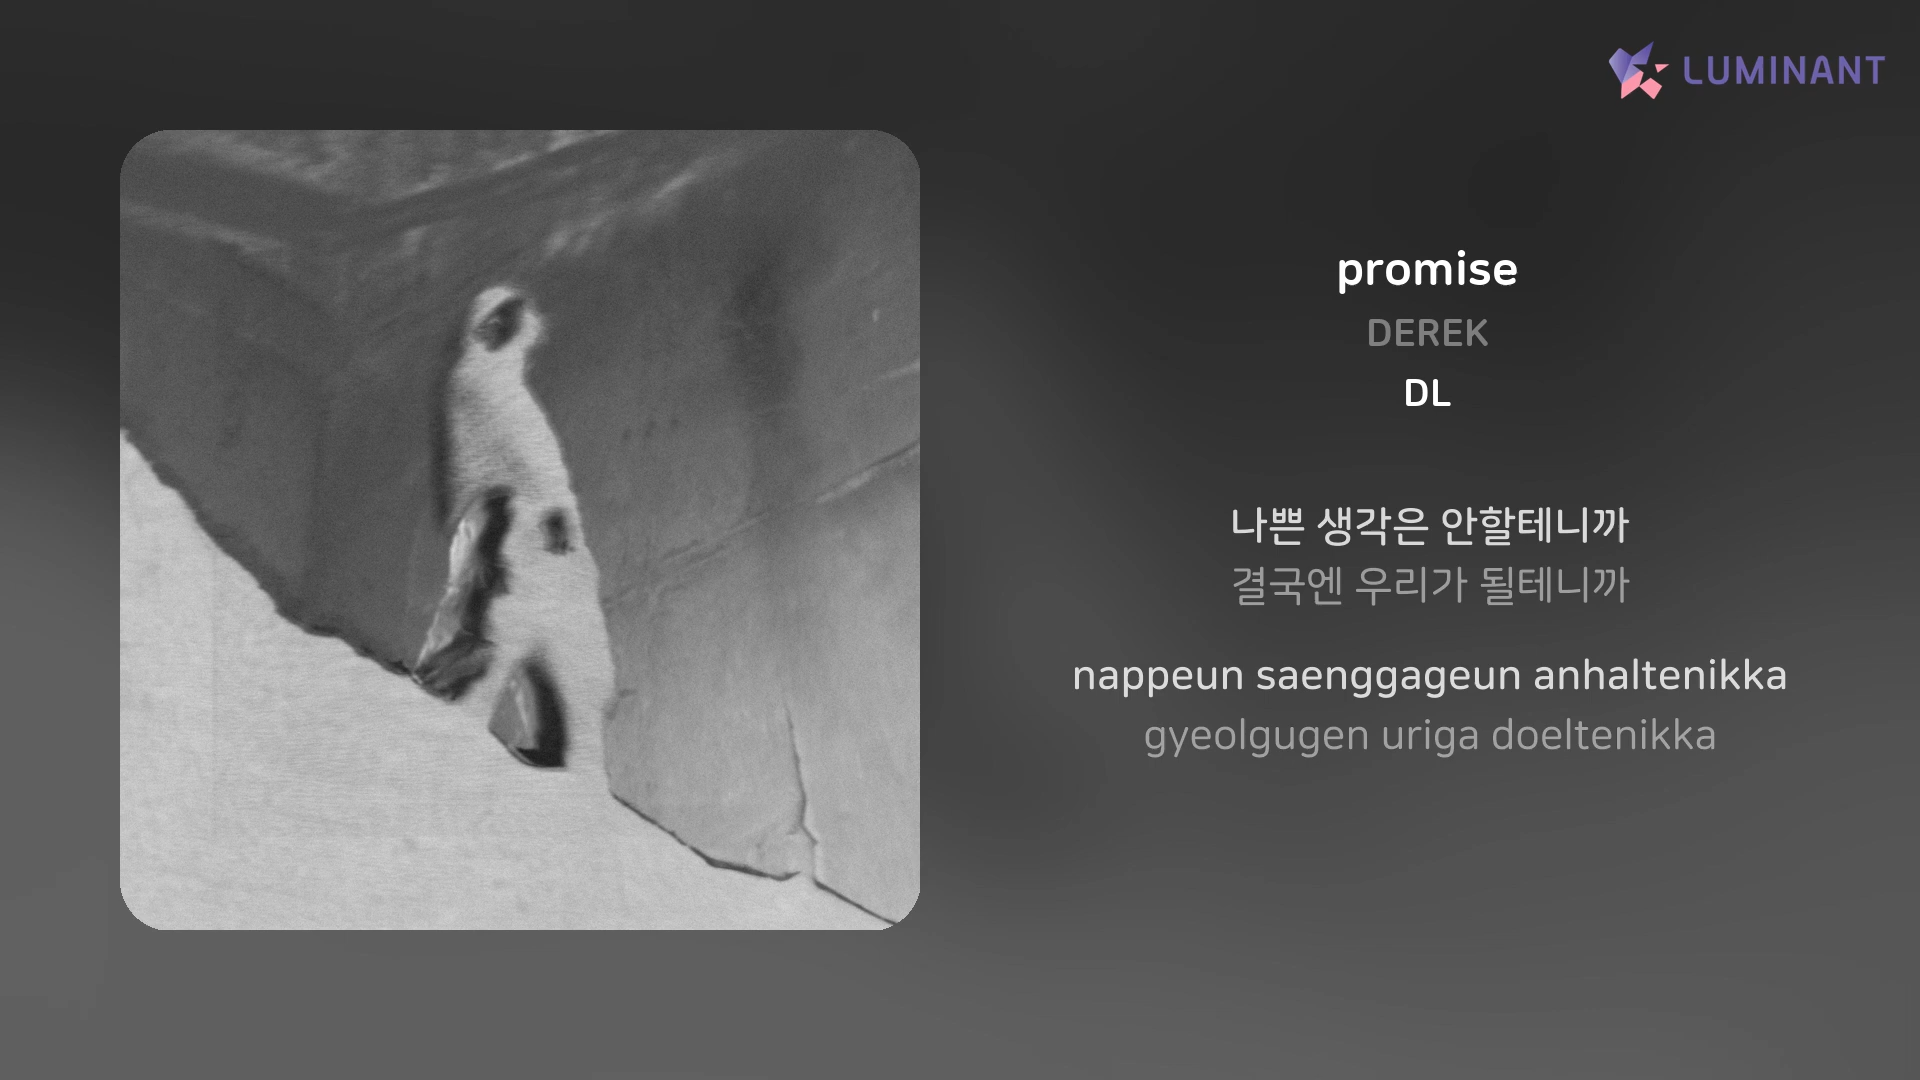 LUMINANT
promise
DEREK
DL
나쁜 생각은 안할테니까
결국엔 우리가 될테니까
nappeun saenggageun anhaltenikka
gyeolgugen uriga doeltenikka